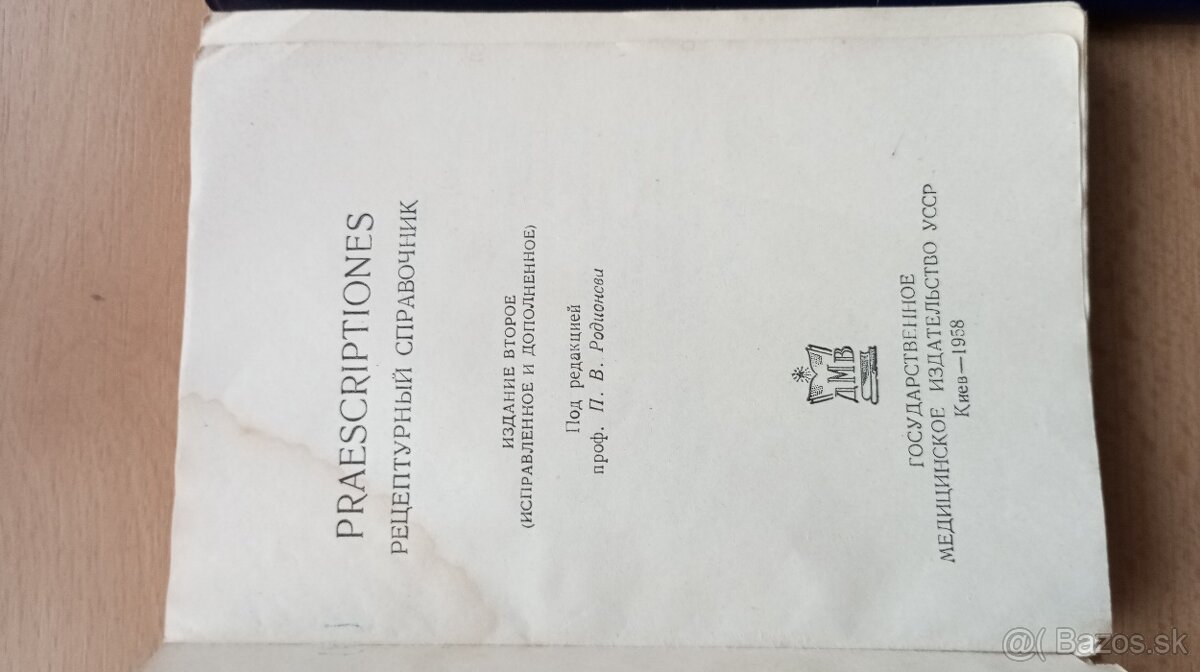 PRAESCRIPTIONES
РЕЦЕПТУРНЫЙ СПРАВОЧНИК
ИЗДАНИЕ ВТОРОЕ
(ИСПРАВЛЕННОЕ И ДОПОЛНЕННОЕ)
Под редакцией
проф. П. В. Родионова
ДМВ
ГОСУДАРСТВЕННОЕ
МЕДИЦИНСКОЕ ИЗДАТЕЛЬСТВО УССР
Киев—1958
@( Bazos.sk